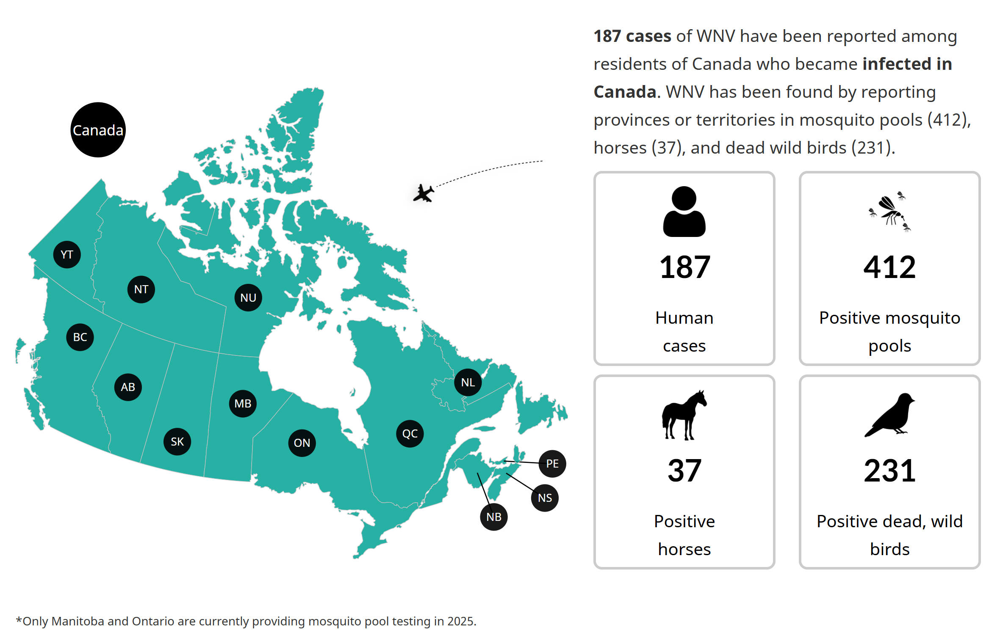 187 cases of WNV have been reported among
residents of Canada who became infected in
Canada. WNV has been found by reporting
provinces or territories in mosquito pools (412),
horses (37), and dead wild birds (231).
Canada
YT
NT
NU
BC
AB
SK
MB
ON
QC
NL
PE
NS
NB
187
Human
cases
412
Positive mosquito
pools
37
Positive
horses
231
Positive dead, wild
birds
*Only Manitoba and Ontario are currently providing mosquito pool testing in 2025.